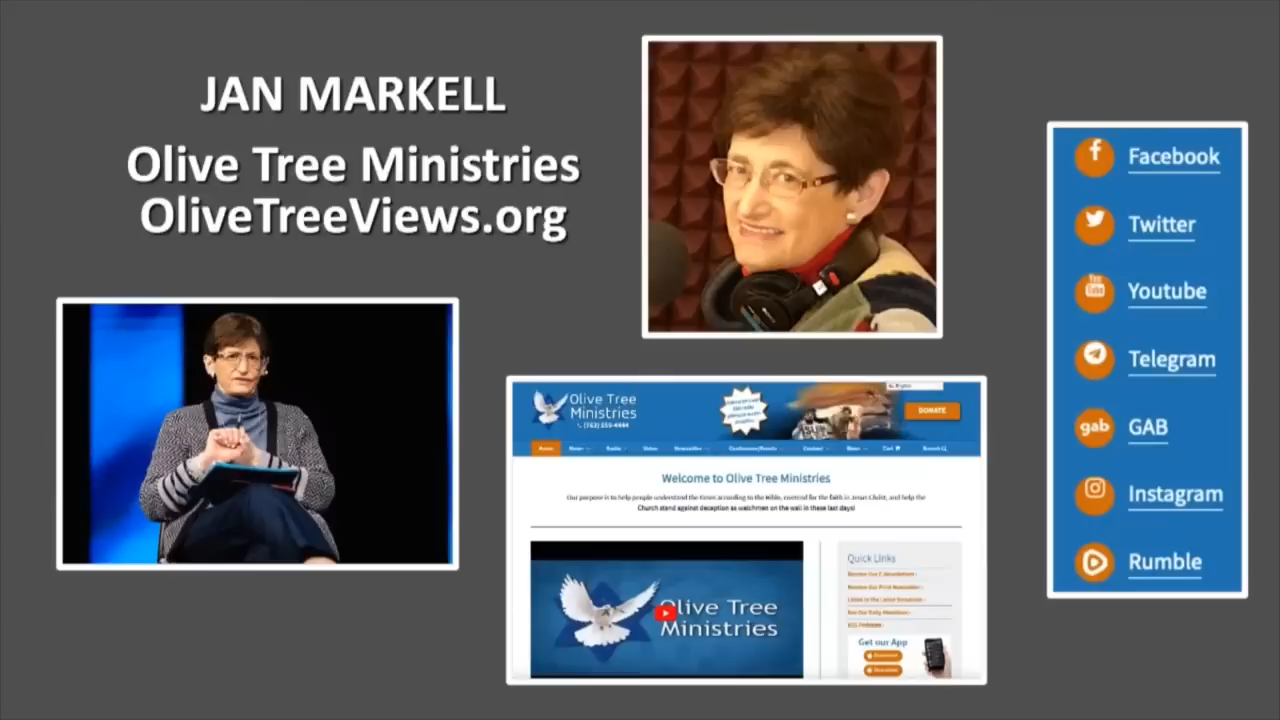 JAN MARKELL
Olive Tree Ministries
OliveTreeViews.org
Facebook
Twitter
You
Tube
Youtube
Telegram
gab
GAB
Instagram
Rumble
Olive Tree
Ministries
DONATE
Home
Welcome to Olive Tree Ministries
Our purpose is to help people understand the times according to the Bible, contend for the faith in Jesus Christ, and help the
Church stand against deception as watchmen on the wall in these last days!
Olive Tree
Ministries
Quick Links
Get our App